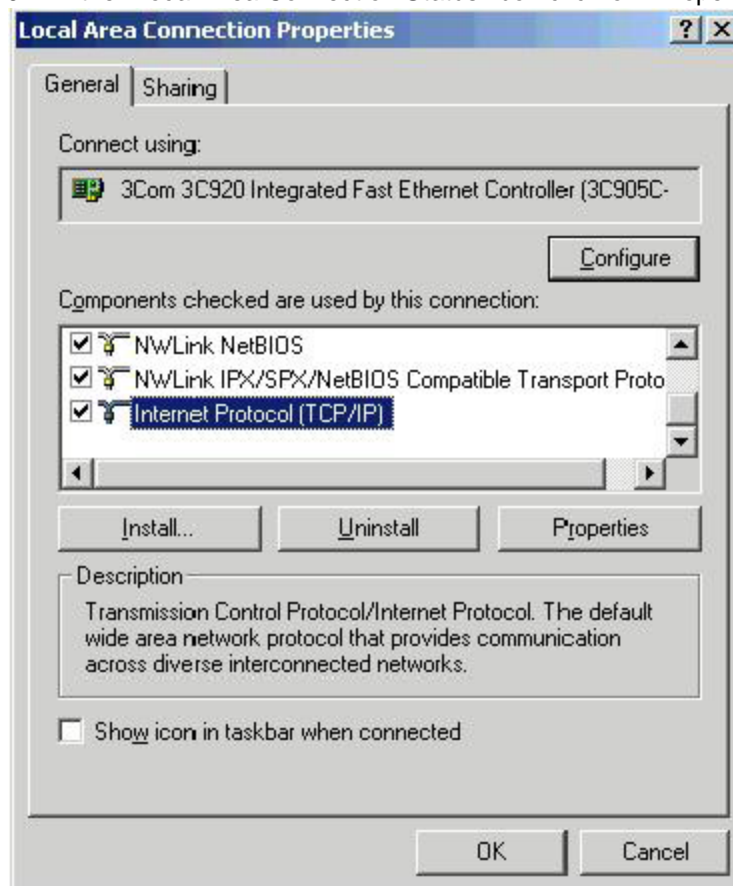 Local Area Connection Properties
General
Sharing
Connect using:
3Com 3C920 Integrated Fast Ethernet Controller (3C905C-
Configure
Components checked are used by this connection:
NWLink NetBIOS
NWLink IPX/SPX/NetBIOS Compatible Transport Proto
Internet Protocol (TCP/IP)
Install...
Uninstall
Properties
Description
Transmission Control Protocol/Internet Protocol. The default
wide area network protocol that provides communication
across diverse interconnected networks.
Show icon in taskbar when connected
OK
Cancel